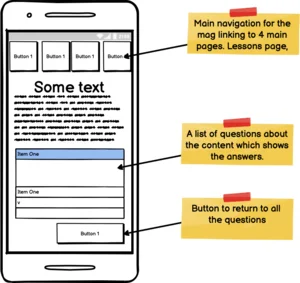 Button 1
Button 1
Button 1
Button 1
Some text
Item One
Item One
v
Button 1
Main navigation for the
mag linking to 4 main
pages. Lessons page,
A list of questions about
the content which shows
the answers.
Button to return to all
the questions